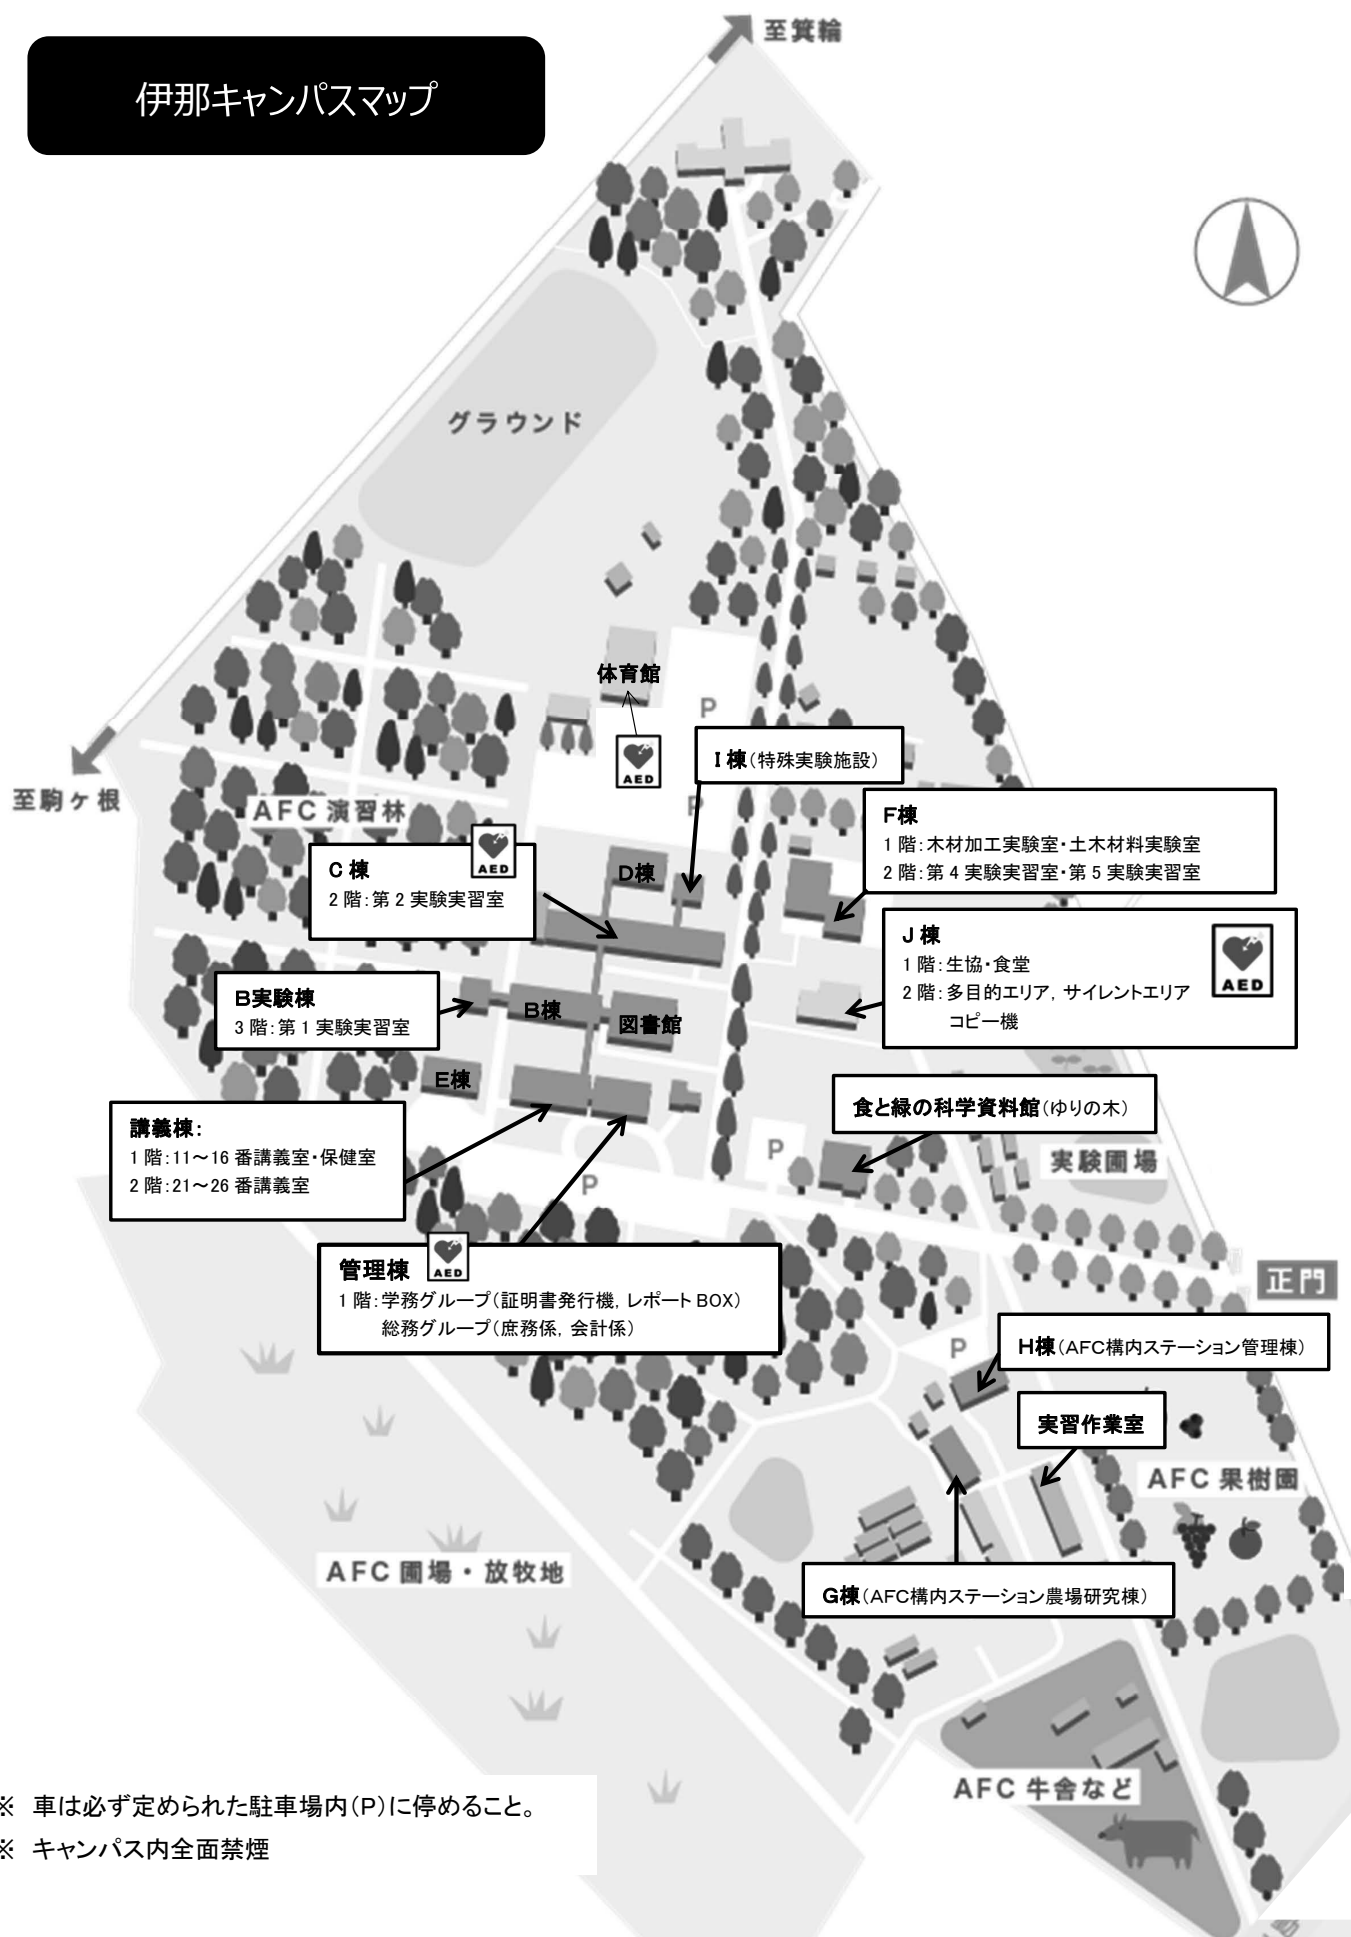 伊那キャンパスマップ
至箕輪
グラウンド
体育館
AED
P
I 棟(特殊実験施設)
P
至駒ヶ根
AFC 演習林
F棟
1 階:木材加工実験室・土木材料実験室
2 階:第 4 実験実習室・第 5 実験実習室
C 棟
AED
2 階:第 2 実験実習室
D棟
J 棟
1 階:生協・食堂
2 階:多目的エリア, サイレントエリア
コピー機
AED
B実験棟
3 階:第 1 実験実習室
B棟
図書館
E棟
食と緑の科学資料館(ゆりの木)
講義棟:
1 階:11～16 番講義室・保健室
2 階:21～26 番講義室
P
実験圃場
P
管理棟
AED
1 階:学務グループ(証明書発行機, レポート BOX)
総務グループ(庶務係, 会計係)
正門
P
H棟(AFC構内ステーション管理棟)
実習作業室
AFC 果樹園
AFC 圃場・放牧地
G棟(AFC構内ステーション農場研究棟)
AFC 牛舎など
※ 車は必ず定められた駐車場内(P)に停めること。
※ キャンパス内全面禁煙